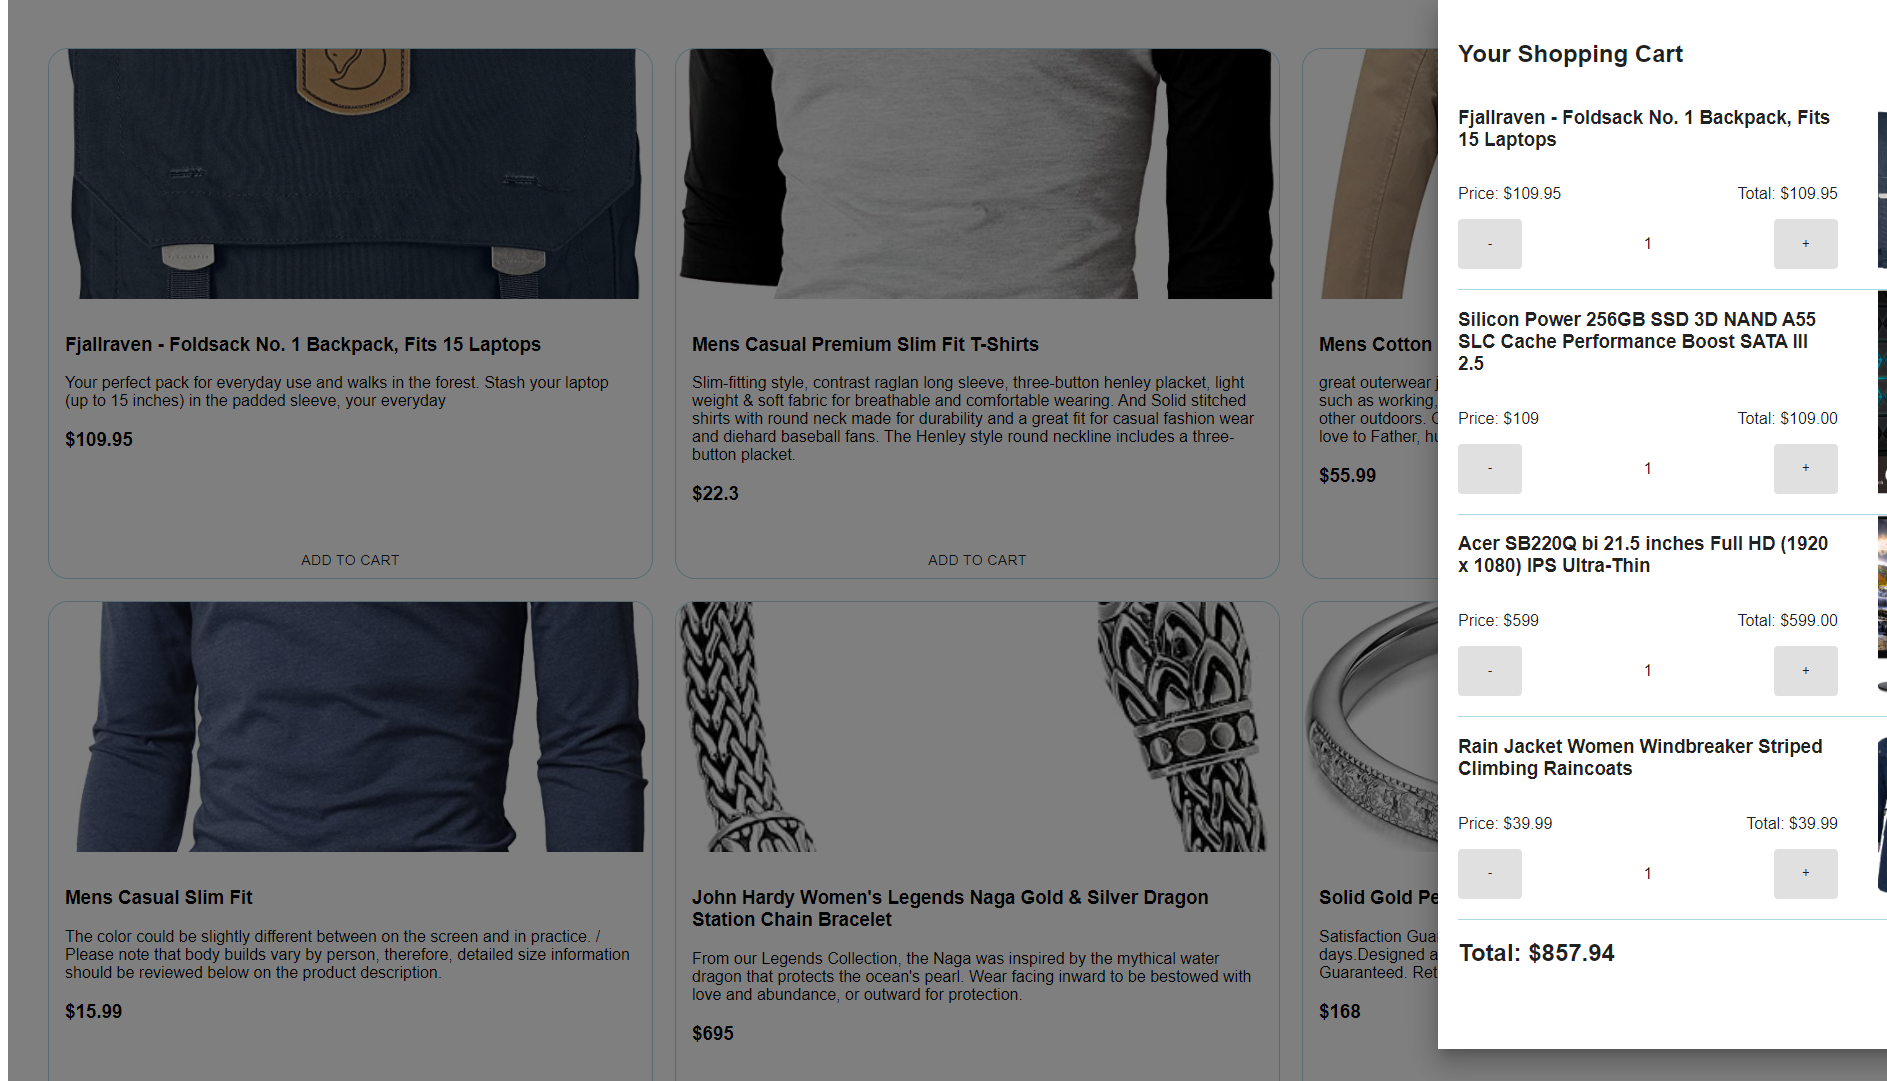 Fjallraven - Foldsack No. 1 Backpack, Fits 15 Laptops
Your perfect pack for everyday use and walks in the forest. Stash your laptop
(up to 15 inches) in the padded sleeve, your everyday
$109.95
ADD TO CART
Mens Casual Premium Slim Fit T-Shirts
Slim-fitting style, contrast raglan long sleeve, three-button henley placket, light
weight & soft fabric for breathable and comfortable wearing. And Solid stitched
shirts with round neck made for durability and a great fit for casual fashion wear
and diehard baseball fans. The Henley style round neckline includes a three-
button placket.
$22.3
ADD TO CART
Mens Cotton
great outerwear j
such as working,
other outdoors. G
love to Father, hu
$55.99
Mens Casual Slim Fit
The color could be slightly different between on the screen and in practice. /
Please note that body builds vary by person, therefore, detailed size information
should be reviewed below on the product description.
$15.99
John Hardy Women's Legends Naga Gold & Silver Dragon
Station Chain Bracelet
From our Legends Collection, the Naga was inspired by the mythical water
dragon that protects the ocean's pearl. Wear facing inward to be bestowed with
love and abundance, or outward for protection.
$695
Solid Gold Pe
Satisfaction Gua
days.Designed a
Guaranteed. Ret
$168
Your Shopping Cart
Fjallraven - Foldsack No. 1 Backpack, Fits
15 Laptops
Price: $109.95 Total: $109.95
- 1 +
Silicon Power 256GB SSD 3D NAND A55
SLC Cache Performance Boost SATA III
2.5
Price: $109 Total: $109.00
- 1 +
Acer SB220Q bi 21.5 inches Full HD (1920
x 1080) IPS Ultra-Thin
Price: $599 Total: $599.00
- 1 +
Rain Jacket Women Windbreaker Striped
Climbing Raincoats
Price: $39.99 Total: $39.99
- 1 +
Total: $857.94